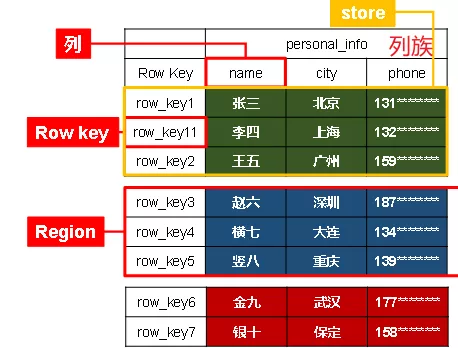 store
列
personal_info 列族
Row Key name city phone
row_key1 张三 北京 131********
Row key row_key11 李四 上海 132********
row_key2 王五 广州 159********
row_key3 赵六 深圳 187********
Region row_key4 横七 大连 134********
row_key5 竖八 重庆 139********
row_key6 金九 武汉 177********
row_key7 银十 保定 158********